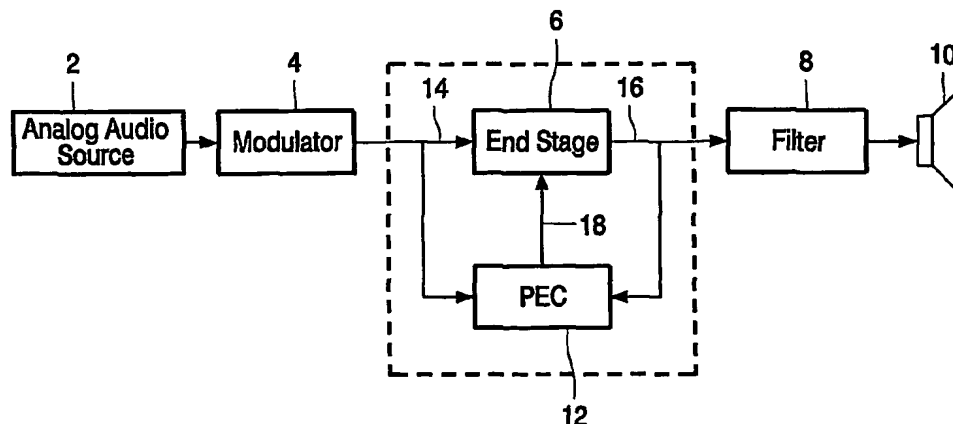 6
2
4
14
16
8
10
Analog Audio
Source
Modulator
End Stage
Filter
18
PEC
12